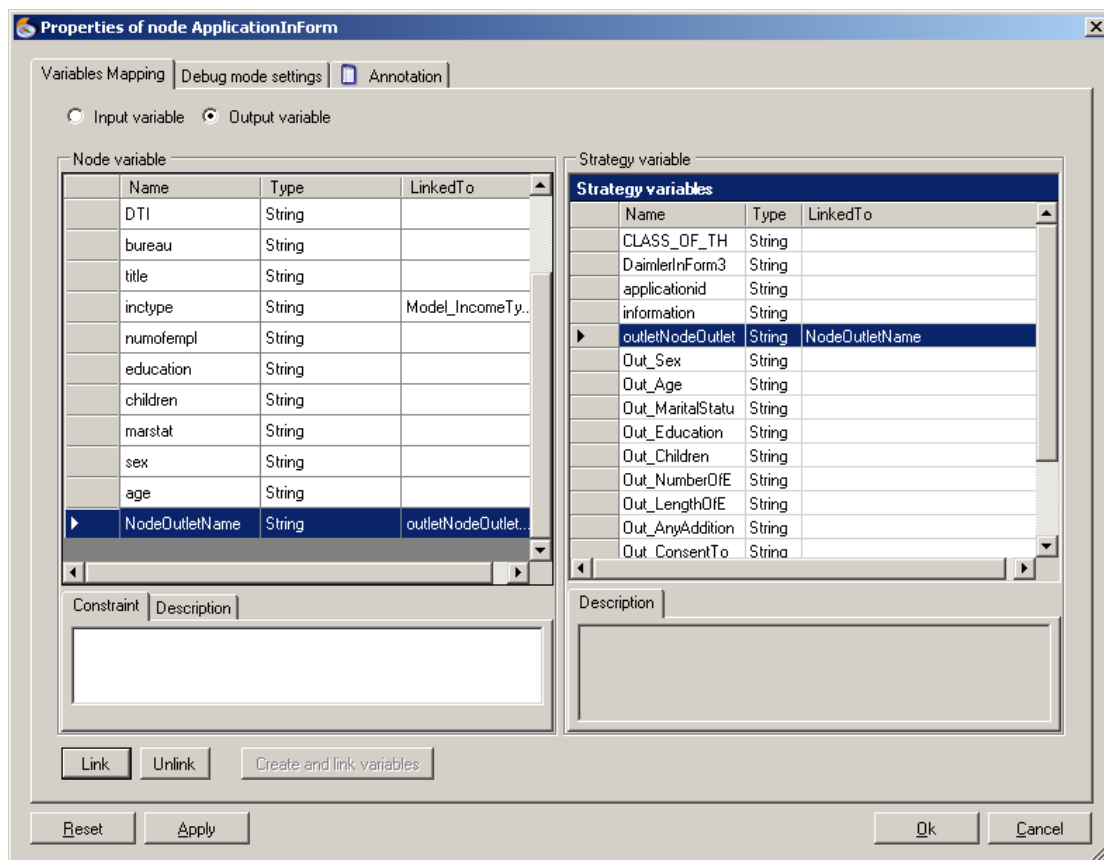 Properties of node ApplicationInForm
Variables Mapping Debug mode settings Annotation
Input variable Output variable
Node variable
Name Type LinkedTo
DTI String
bureau String
title String
inctype String Model_IncomeTy...
numofempl String
education String
children String
marstat String
sex String
age String
NodeOutletName String outletNodeOutlet...
Constraint Description
Strategy variable
Strategy variables
Name Type LinkedTo
CLASS_OF_TH String
DaimlerInForm3 String
applicationid String
information String
outletNodeOutlet String NodeOutletName
Out_Sex String
Out_Age String
Out_MaritalStatu String
Out_Education String
Out_Children String
Out_NumberOfE String
Out_LengthOfE String
Out_AnyAddition String
Out_ConsentTo String
Description
Link Unlink Create and link variables
Reset Apply Ok Cancel